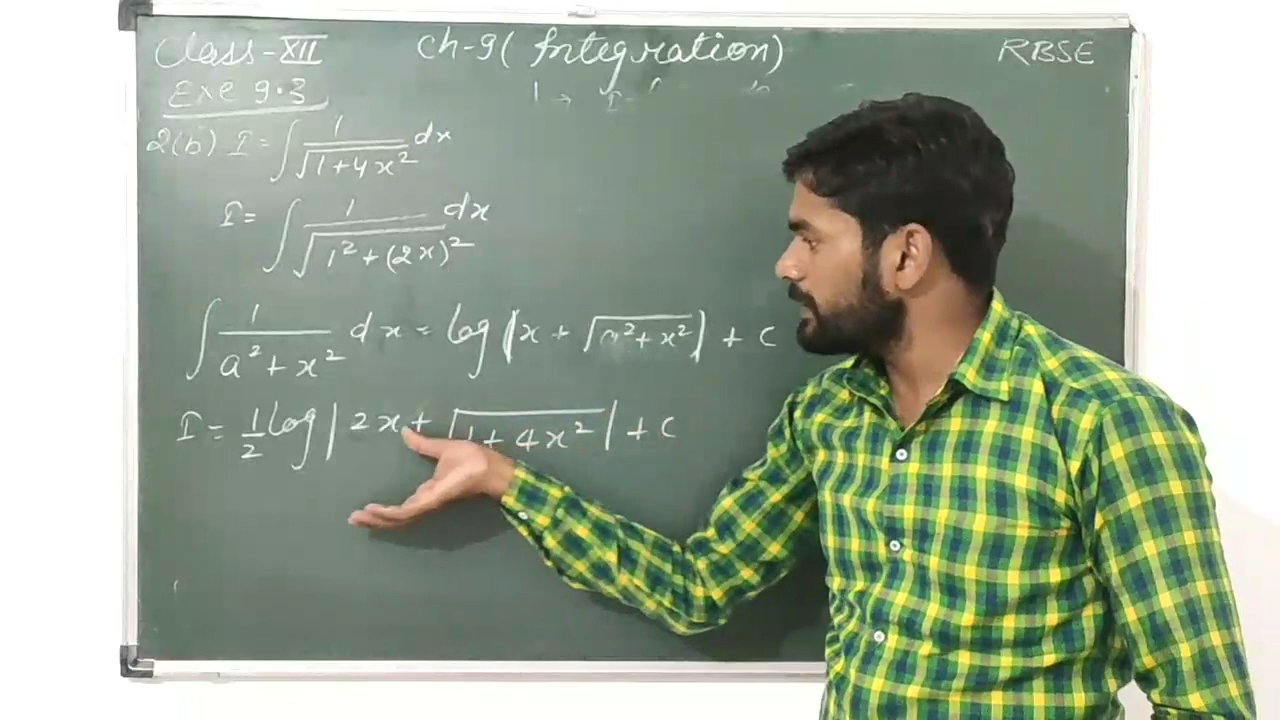 Class-XII Ch-9 (Integration) RBSE
Exe 9.3
2(b) I = ∫ 1/√(1+4x²) dx
I = ∫ 1/√(1²+(2x)²) dx
∫ 1/(a²+x²) dx = log|x + √(a²+x²)| + c
I = 1/2 log|2x + √(1+4x²)| + c